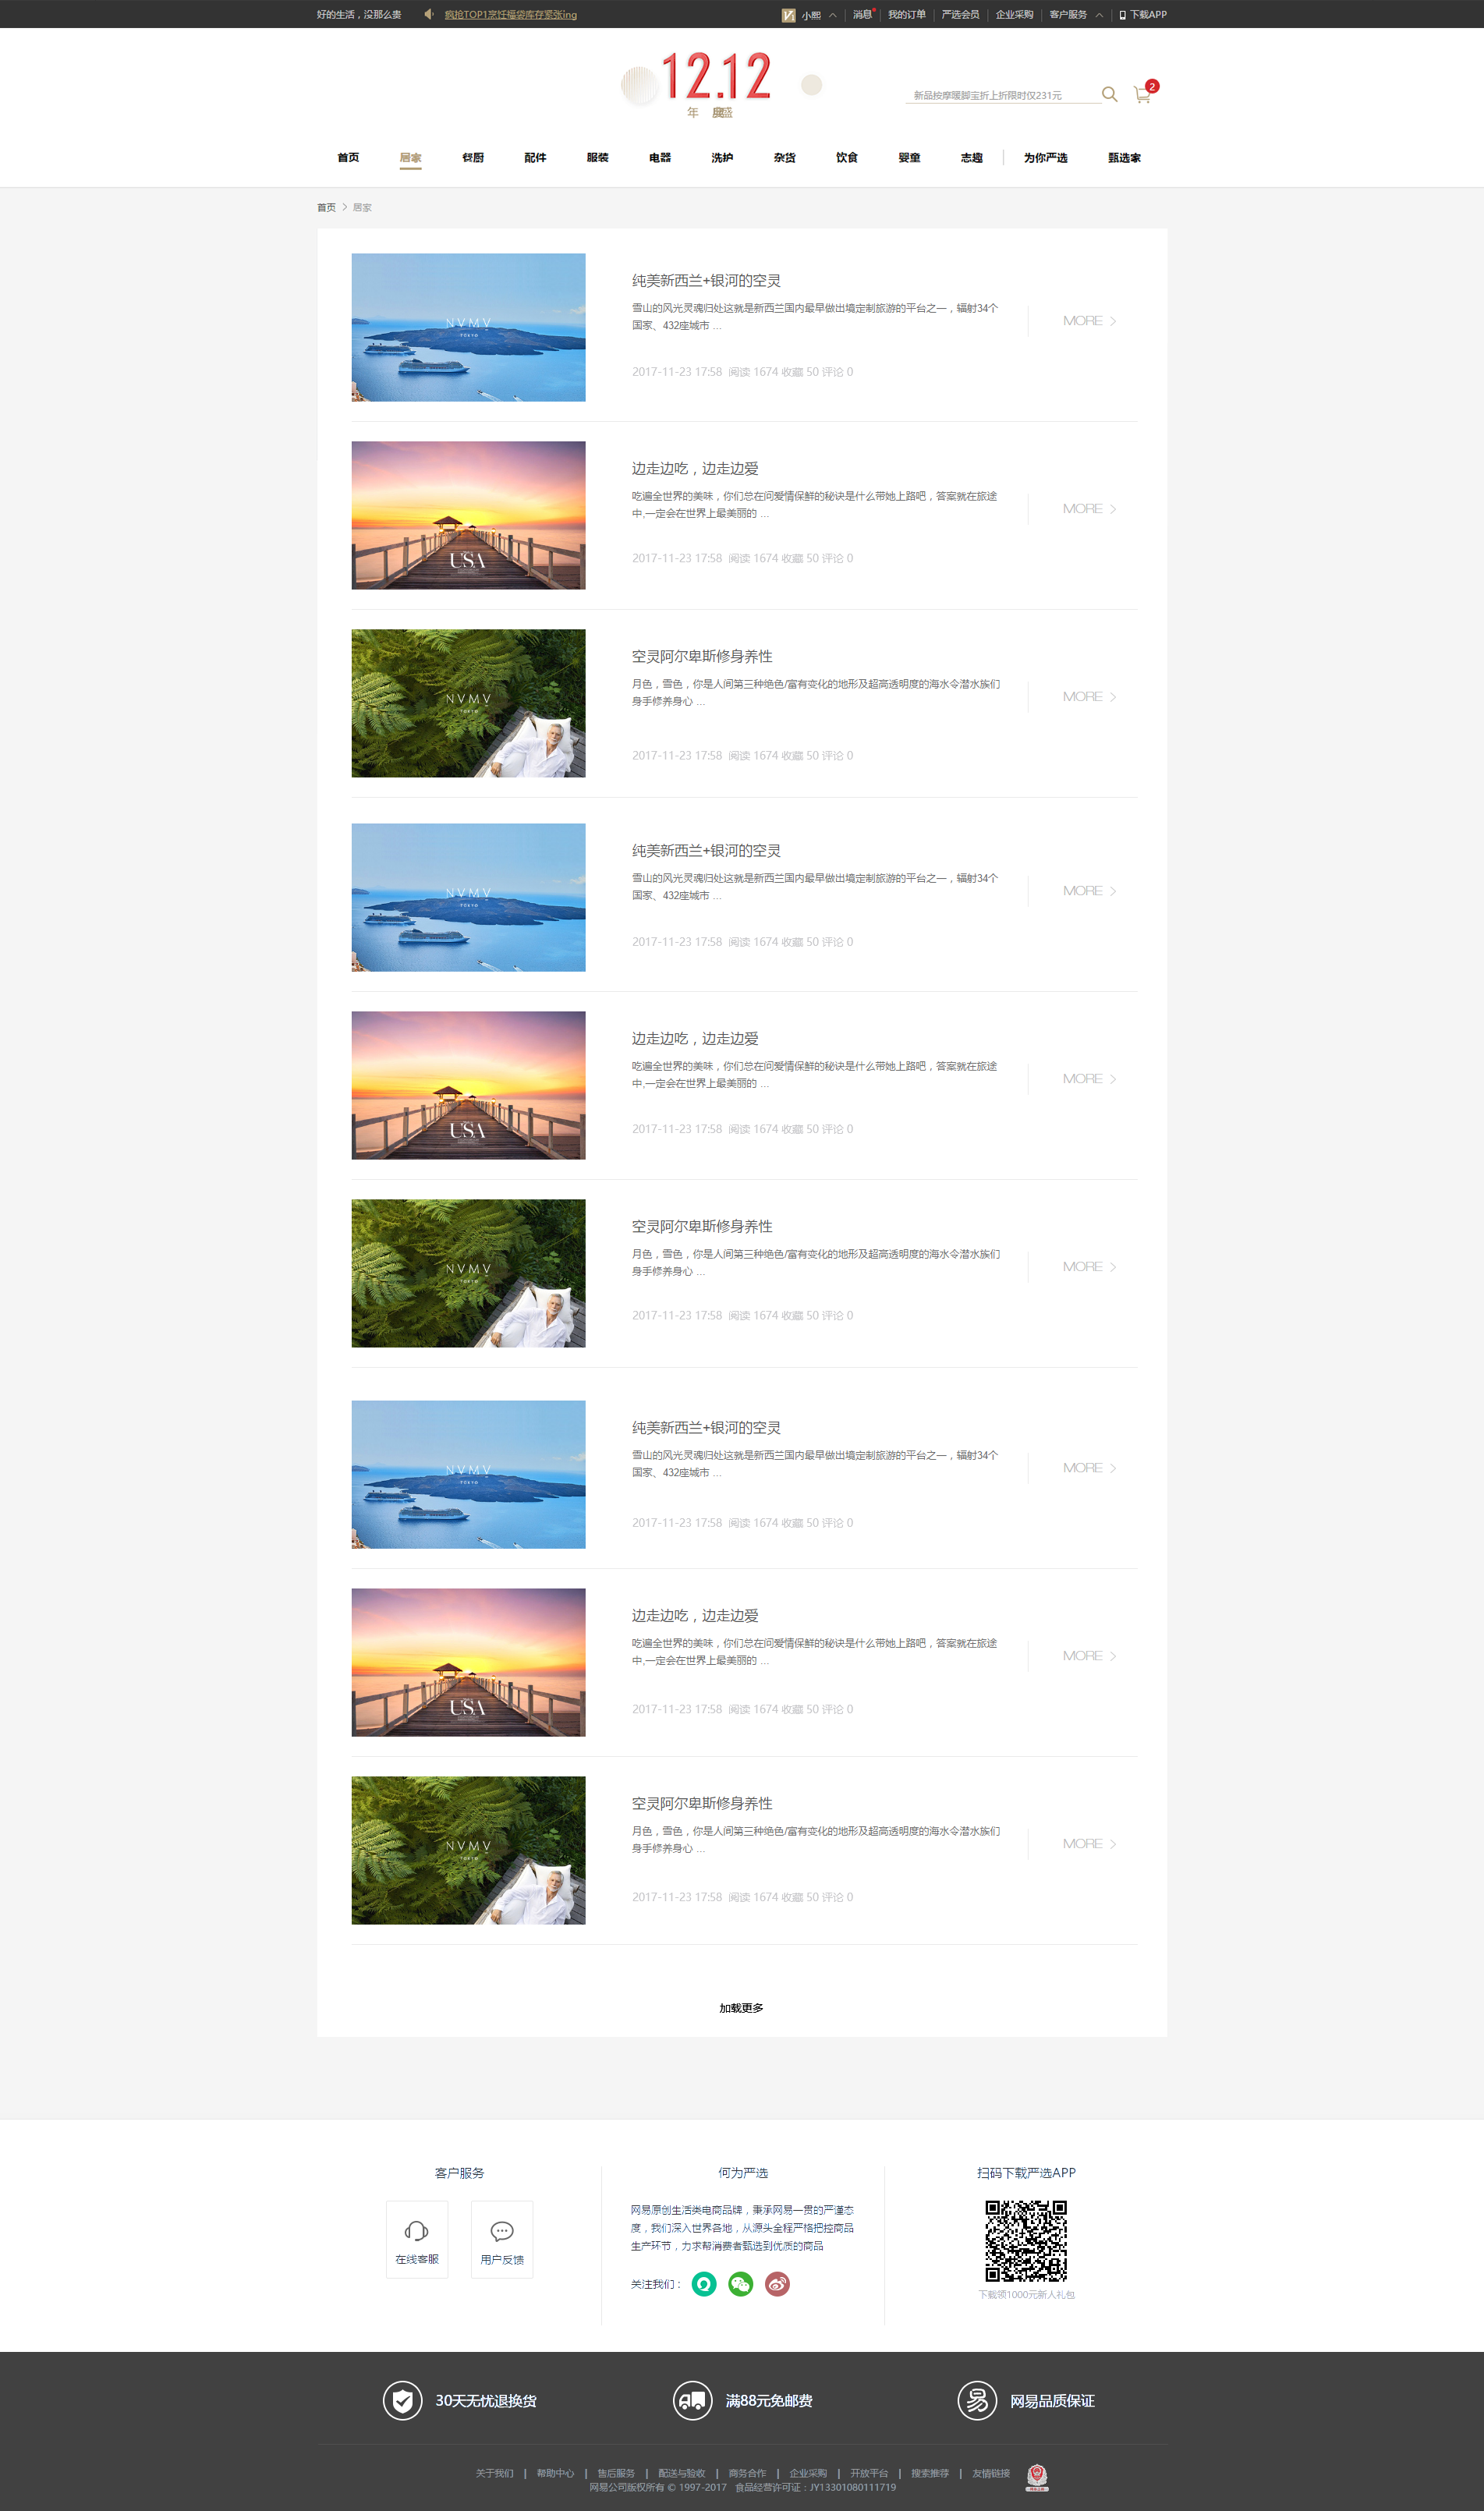 好的生活，没那么贵
疯抢TOP1烹饪福袋库存紧张ing
小熙
消息
我的订单
严选会员
企业采购
客户服务
下载APP
12.12
年 度 盛
新品按摩暖脚宝折上折限时仅231元
2
首页 居家 餐厨 配件 服装 电器 洗护 杂货 饮食 婴童 志趣 为你严选 甄选家
首页 > 居家
NVMV
TOKYO
纯美新西兰+银河的空灵
雪山的风光灵魂归处这就是新西兰国内最早做出境定制旅游的平台之一，辐射34个
国家、432座城市 ...
2017-11-23 17:58 阅读 1674 收藏 50 评论 0
MORE >
USA
边走边吃，边走边爱
吃遍全世界的美味，你们总在问爱情保鲜的秘诀是什么带她上路吧，答案就在旅途
中,一定会在世界上最美丽的 ...
2017-11-23 17:58 阅读 1674 收藏 50 评论 0
MORE >
NVMV
TOKYO
空灵阿尔卑斯修身养性
月色，雪色，你是人间第三种绝色/富有变化的地形及超高透明度的海水令潜水族们
身手修养身心 ...
2017-11-23 17:58 阅读 1674 收藏 50 评论 0
MORE >
NVMV
TOKYO
纯美新西兰+银河的空灵
雪山的风光灵魂归处这就是新西兰国内最早做出境定制旅游的平台之一，辐射34个
国家、432座城市 ...
2017-11-23 17:58 阅读 1674 收藏 50 评论 0
MORE >
USA
边走边吃，边走边爱
吃遍全世界的美味，你们总在问爱情保鲜的秘诀是什么带她上路吧，答案就在旅途
中,一定会在世界上最美丽的 ...
2017-11-23 17:58 阅读 1674 收藏 50 评论 0
MORE >
NVMV
TOKYO
空灵阿尔卑斯修身养性
月色，雪色，你是人间第三种绝色/富有变化的地形及超高透明度的海水令潜水族们
身手修养身心 ...
2017-11-23 17:58 阅读 1674 收藏 50 评论 0
MORE >
NVMV
TOKYO
纯美新西兰+银河的空灵
雪山的风光灵魂归处这就是新西兰国内最早做出境定制旅游的平台之一，辐射34个
国家、432座城市 ...
2017-11-23 17:58 阅读 1674 收藏 50 评论 0
MORE >
USA
边走边吃，边走边爱
吃遍全世界的美味，你们总在问爱情保鲜的秘诀是什么带她上路吧，答案就在旅途
中,一定会在世界上最美丽的 ...
2017-11-23 17:58 阅读 1674 收藏 50 评论 0
MORE >
NVMV
TOKYO
空灵阿尔卑斯修身养性
月色，雪色，你是人间第三种绝色/富有变化的地形及超高透明度的海水令潜水族们
身手修养身心 ...
2017-11-23 17:58 阅读 1674 收藏 50 评论 0
MORE >
加载更多
客户服务
在线客服
用户反馈
何为严选
网易原创生活类电商品牌，秉承网易一贯的严谨态
度，我们深入世界各地，从源头全程严格把控商品
生产环节，力求帮消费者甄选到优质的商品
关注我们：
扫码下载严选APP
下载领1000元新人礼包
30天无忧退换货
满88元免邮费
易
网易品质保证
关于我们 | 帮助中心 | 售后服务 | 配送与验收 | 商务合作 | 企业采购 | 开放平台 | 搜索推荐 | 友情链接
网易公司版权所有 © 1997-2017 食品经营许可证：JY13301080111719